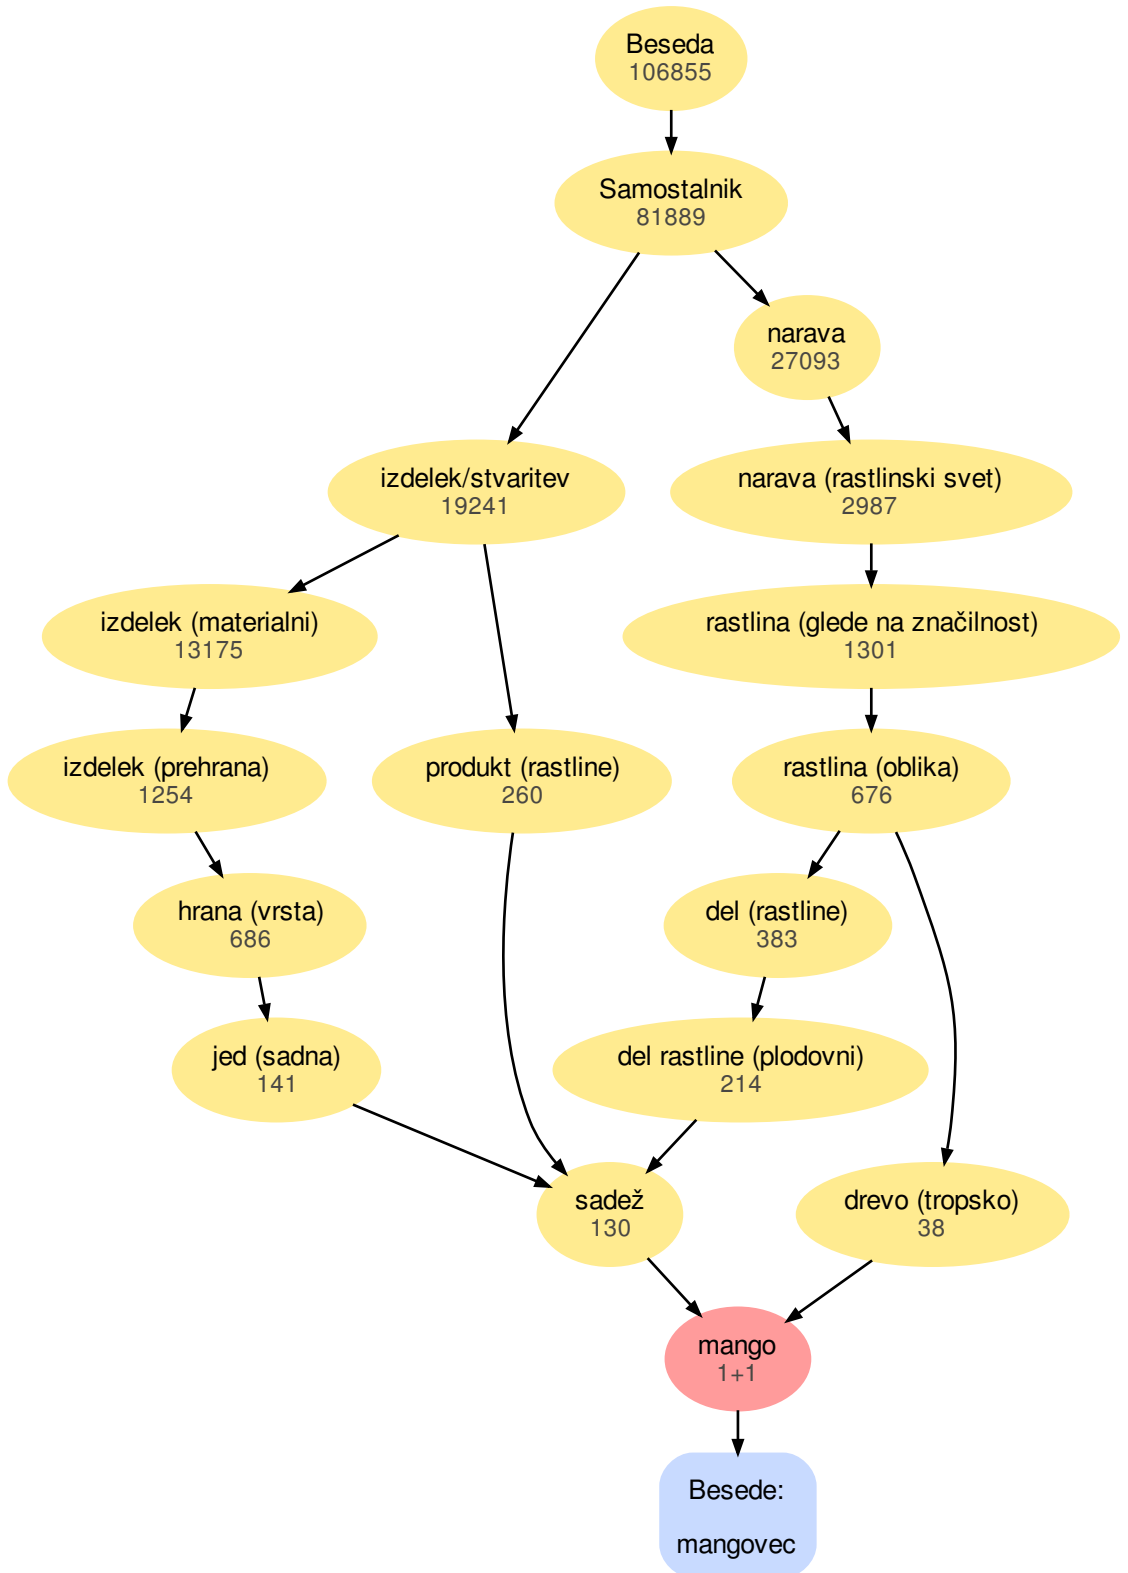 Beseda
106855
Samostalnik
81889
narava
27093
izdelek/stvaritev
19241
narava (rastlinski svet)
2987
izdelek (materialni)
13175
rastlina (glede na značilnost)
1301
izdelek (prehrana)
1254
produkt (rastline)
260
rastlina (oblika)
676
hrana (vrsta)
686
del (rastline)
383
jed (sadna)
141
del rastline (plodovni)
214
sadež
130
drevo (tropsko)
38
mango
1+1
Besede:
mangovec